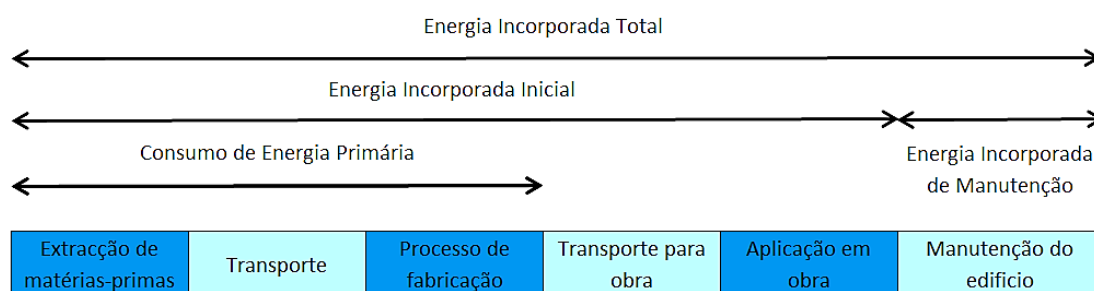 Energia Incorporada Total
Energia Incorporada Inicial
Consumo de Energia Primária
Energia Incorporada
de Manutenção
Extracção de
matérias-primas
Transporte
Processo de
fabricação
Transporte para
obra
Aplicação em
obra
Manutenção do
edificio